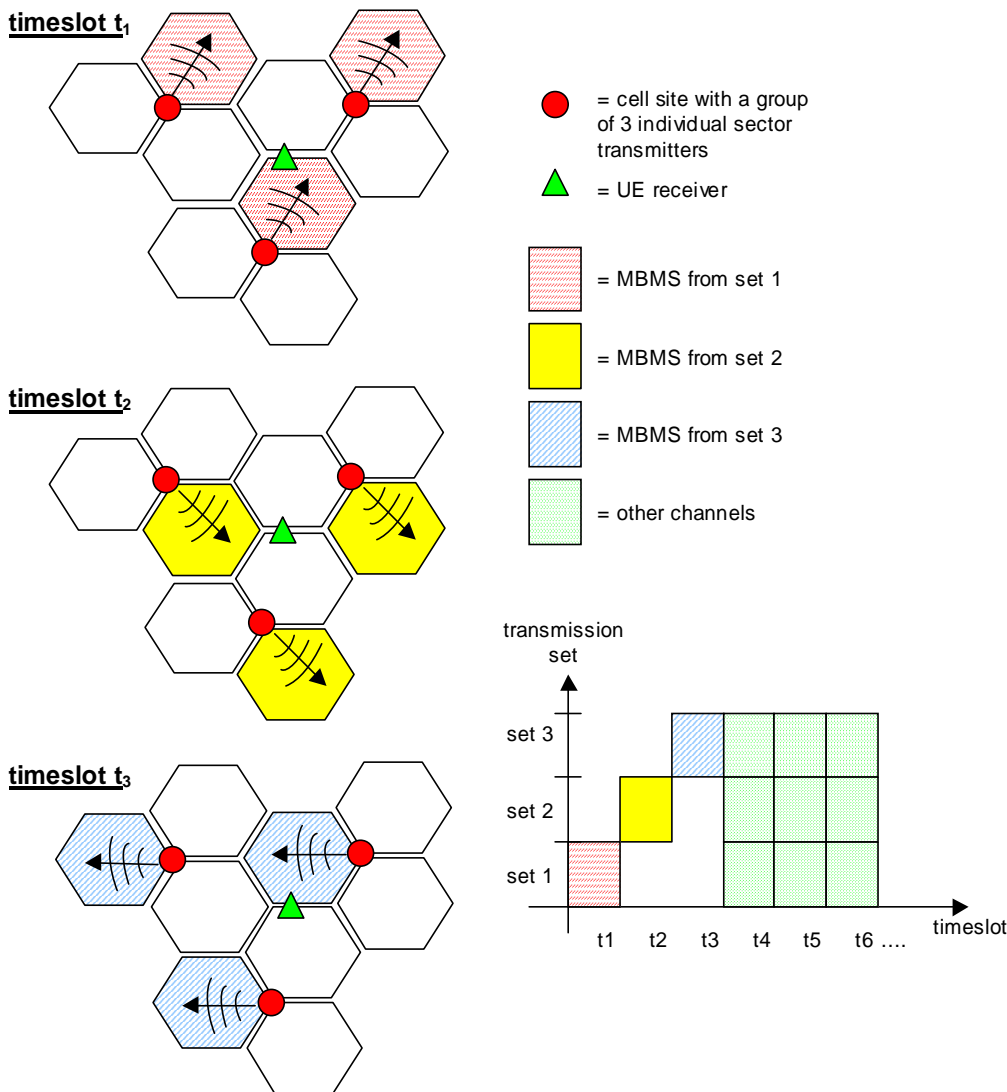 timeslot t1
= cell site with a group
of 3 individual sector
transmitters
= UE receiver
= MBMS from set 1
= MBMS from set 2
= MBMS from set 3
= other channels
timeslot t2
timeslot t3
transmission
set
set 3
set 2
set 1
t1 t2 t3 t4 t5 t6 ....
timeslot